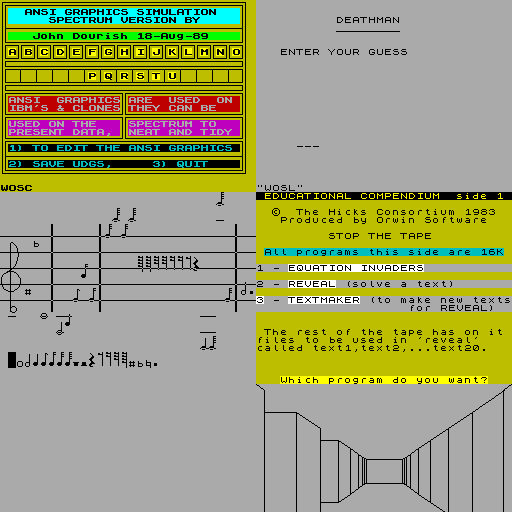 ANSI GRAPHICS SIMULATION
SPECTRUM VERSION BY
John Dourish 18-Aug-89
A B C D E F G H I J K L M N O
P Q R S T U
ANSI GRAPHICS ARE USED ON
IBM'S & CLONES THEY CAN BE
USED ON THE SPECTRUM TO
PRESENT DATA, NEAT AND TIDY
1) TO EDIT THE ANSI GRAPHICS
2) SAVE UDGS, 3) QUIT
DEATHMAN
ENTER YOUR GUESS
---
WOSC
"WOSL"
EDUCATIONAL COMPENDIUM side 1
© The Hicks Consortium 1983
Produced by Orwin Software
STOP THE TAPE
All programs this side are 16K
1 - EQUATION INVADERS
2 - REVEAL (solve a text)
3 - TEXTMAKER (to make new texts
for REVEAL)
The rest of the tape has on it
files to be used in 'reveal'
called text1,text2,...text20.
Which program do you want?